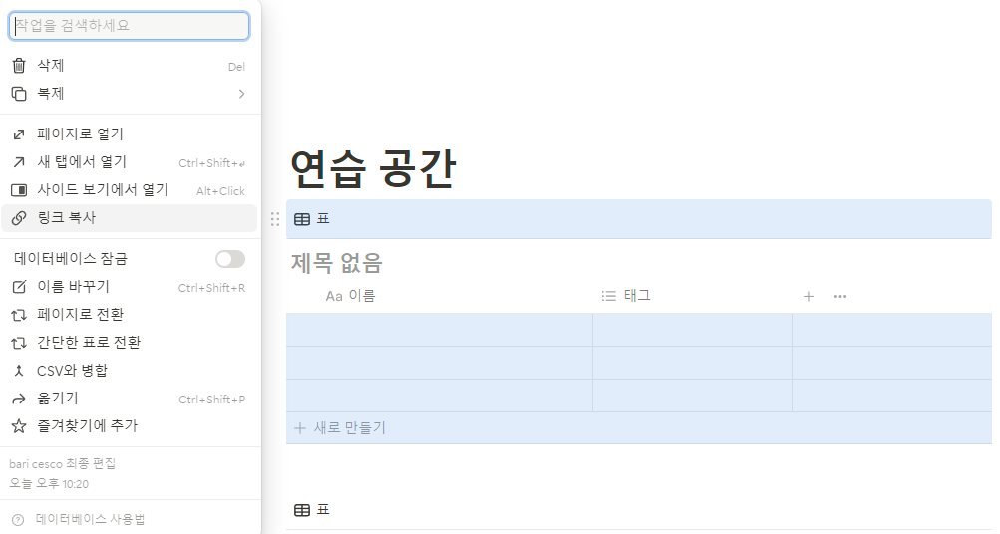 작업을 검색하세요
삭제 Del
복제
페이지로 열기
새 탭에서 열기 Ctrl+Shift+↲
사이드 보기에서 열기 Alt+Click
링크 복사
데이터베이스 잠금
이름 바꾸기 Ctrl+Shift+R
페이지로 전환
간단한 표로 전환
CSV와 병합
옮기기 Ctrl+Shift+P
즐겨찾기에 추가
bari cesco 최종 편집
오늘 오후 10:20
데이터베이스 사용법
연습 공간
표
제목 없음
Aa 이름 태그 + •••
+ 새로 만들기
표